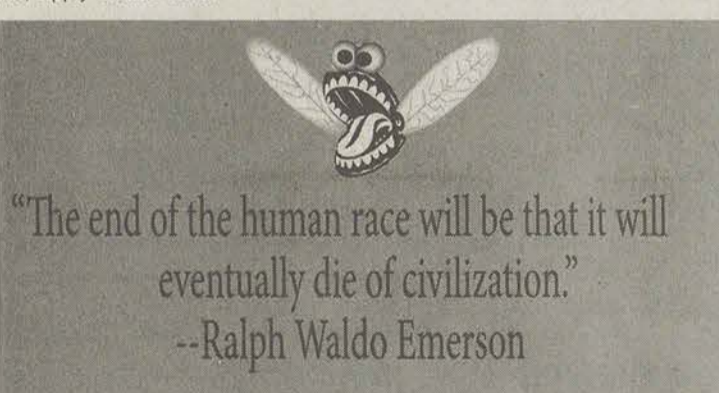 “The end of the human race will be that it will
eventually die of civilization.”
--Ralph Waldo Emerson